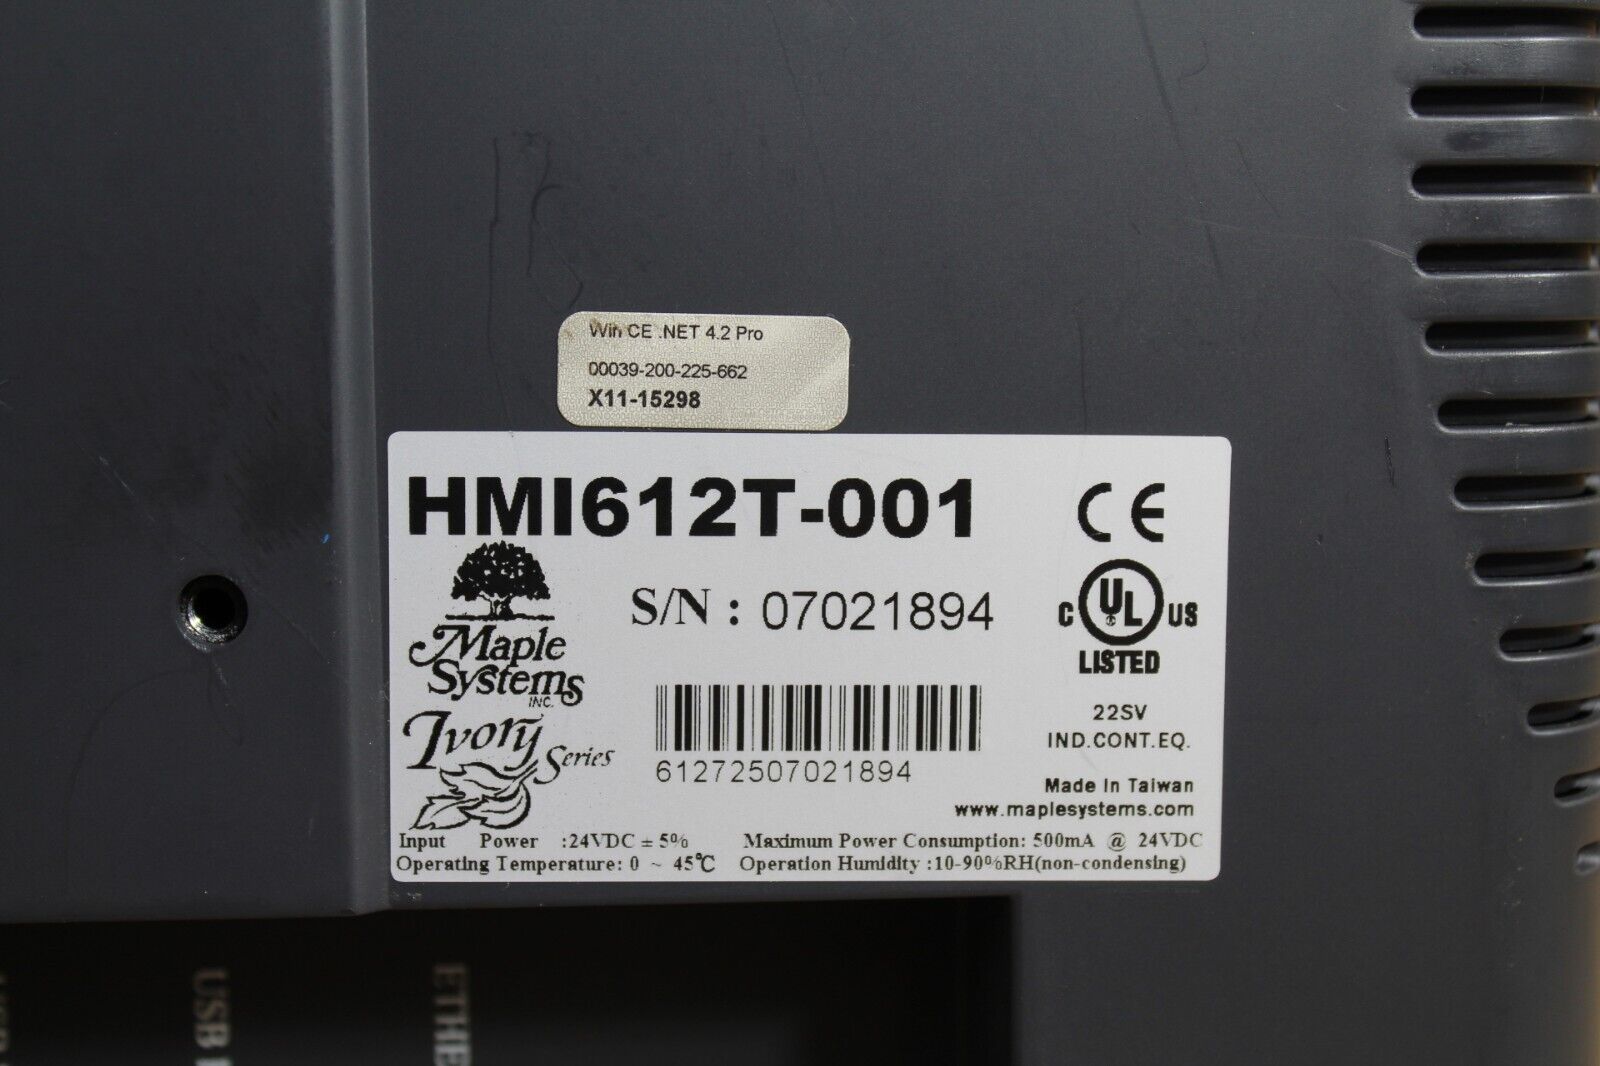 Win CE .NET 4.2 Pro
00039-200-225-662
X11-15298
HMI612T-001
CE
Maple
Systems
INC.
Ivory Series
S/N : 07021894
61272507021894
C UL US
LISTED
22SV
IND.CONT.EQ.
Made In Taiwan
www.maplesystems.com
Input Power :24VDC ± 5% Maximum Power Consumption: 500mA @ 24VDC
Operating Temperature: 0 ~ 45℃ Operation Humidity :10-90%RH(non-condensing)
USB
ETHE